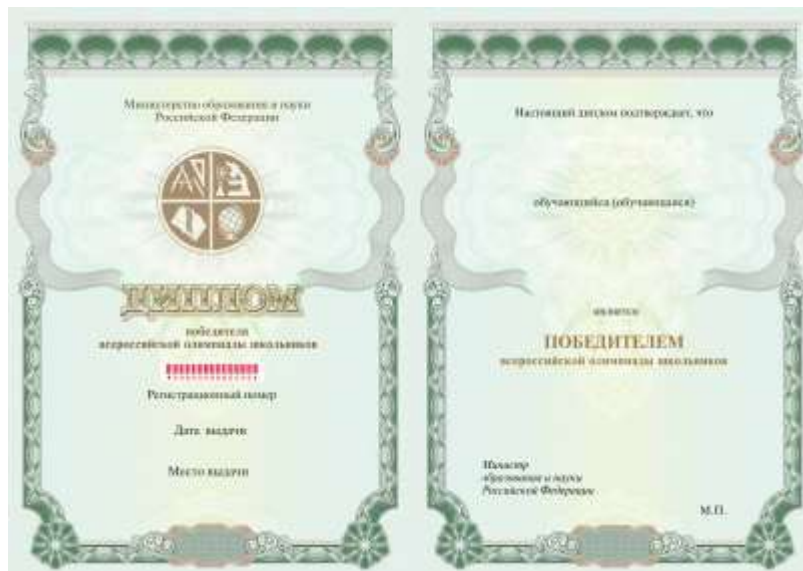 Министерство образования и науки
Российской Федерации
ДИПЛОМ
победителя
всероссийской олимпиады школьников
Регистрационный номер
Дата выдачи
Место выдачи
Настоящий диплом подтверждает, что
обучающийся (обучающаяся)
является
ПОБЕДИТЕЛЕМ
всероссийской олимпиады школьников
Министр
образования и науки
Российской Федерации
М.П.